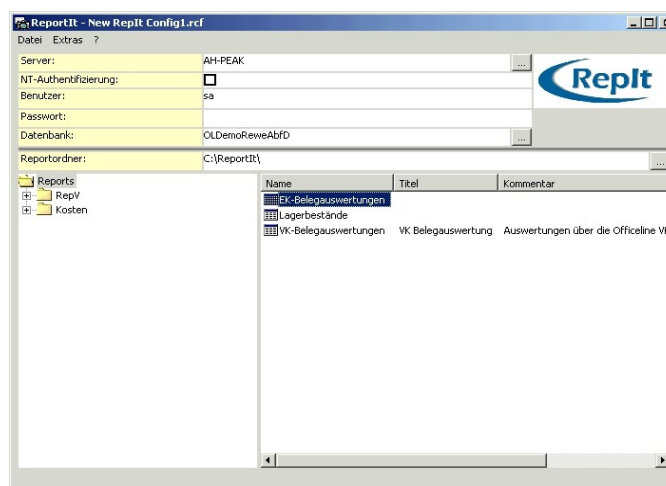 ReportIt - New RepIt Config1.rcf
Datei Extras ?
Server: AH-PEAK ...
NT-Authentifizierung:
Benutzer: sa
Passwort:
Datenbank: OLDemoReweAbfD ...
RepIt
Reportordner: C:\ReportIt\ ...
Reports
RepV
Kosten
Name Titel Kommentar
EK-Belegauswertungen
Lagerbestände
VK-Belegauswertungen VK Belegauswertung Auswertungen über die Officeline